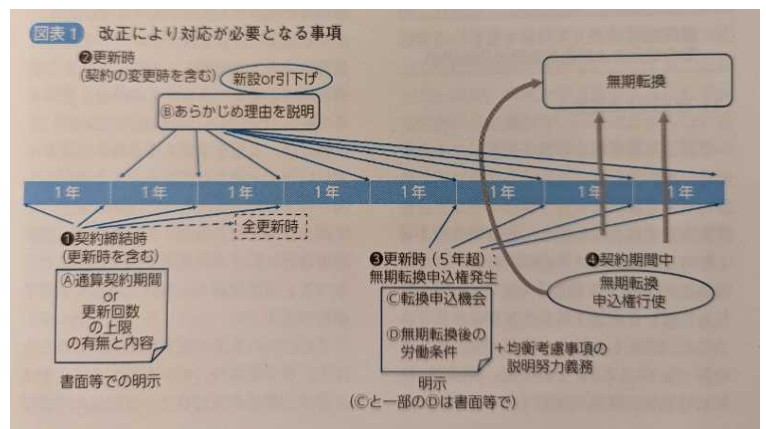 図表1 改正により対応が必要となる事項
❷更新時
(契約の変更時を含む)
新設or引下げ
Ⓑあらかじめ理由を説明
無期転換
1年 1年 1年 1年 1年 1年 1年 1年
全更新時
❶契約締結時
(更新時を含む)
Ⓐ通算契約期間
or
更新回数
の上限
の有無と内容
書面等での明示
❸更新時(5年超):
無期転換申込権発生
Ⓒ転換申込機会
Ⓓ無期転換後の
労働条件
+均衡考慮事項の
説明努力義務
明示
(Ⓒと一部のⒹは書面等で)
❹契約期間中
無期転換
申込権行使